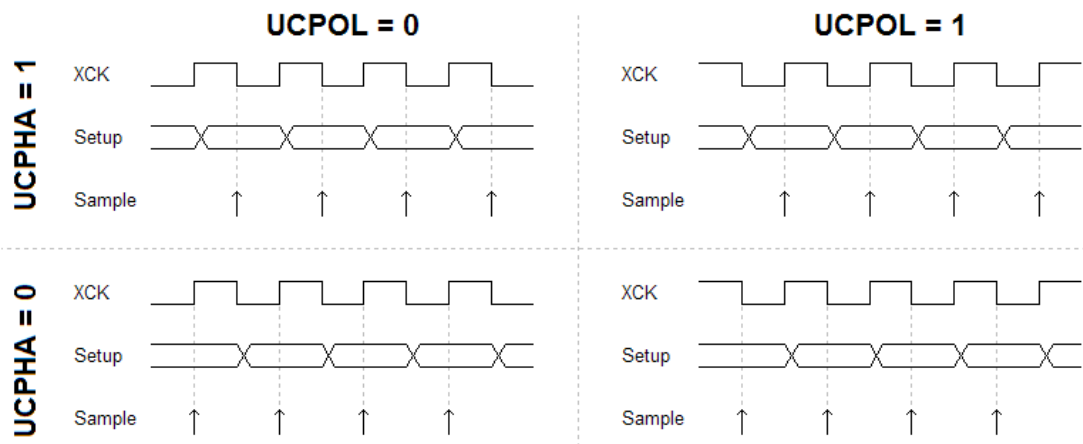 UCPOL = 0
UCPOL = 1
UCPHA = 1
XCK
Setup
Sample
XCK
Setup
Sample
UCPHA = 0
XCK
Setup
Sample
XCK
Setup
Sample